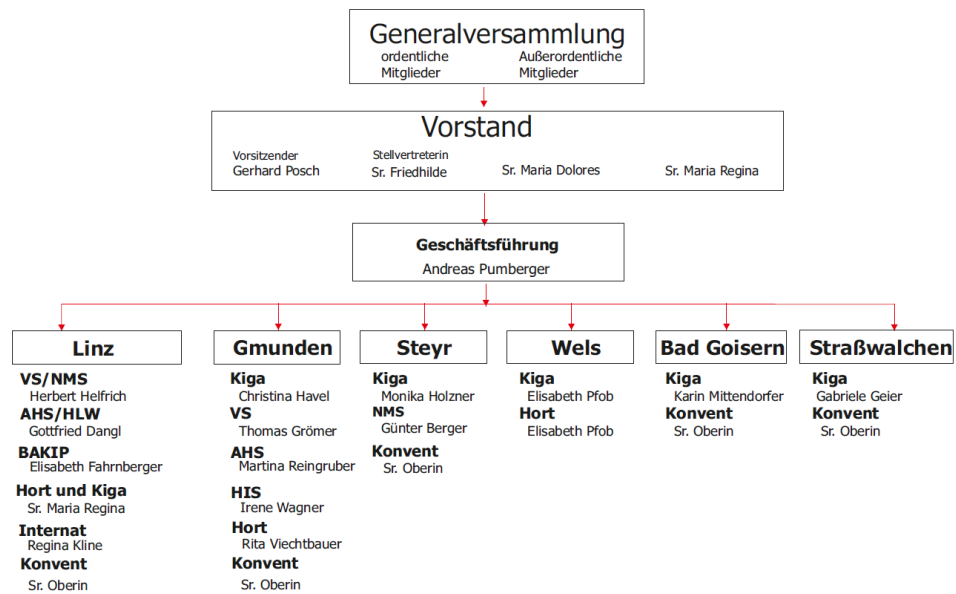 Generalversammlung
ordentliche Mitglieder
Außerordentliche Mitglieder
Vorstand
Vorsitzender
Gerhard Posch
Stellvertreterin
Sr. Friedhilde
Sr. Maria Dolores
Sr. Maria Regina
Geschäftsführung
Andreas Pumberger
Linz
VS/NMS
Herbert Helfrich
AHS/HLW
Gottfried Dangl
BAKIP
Elisabeth Fahrnberger
Hort und Kiga
Sr. Maria Regina
Internat
Regina Kline
Konvent
Sr. Oberin
Gmunden
Kiga
Christina Havel
VS
Thomas Grömer
AHS
Martina Reingruber
HIS
Irene Wagner
Hort
Rita Viechtbauer
Konvent
Sr. Oberin
Steyr
Kiga
Monika Holzner
NMS
Günter Berger
Konvent
Sr. Oberin
Wels
Kiga
Elisabeth Pfob
Hort
Elisabeth Pfob
Bad Goisern
Kiga
Karin Mittendorfer
Konvent
Sr. Oberin
Straßwalchen
Kiga
Gabriele Geier
Konvent
Sr. Oberin